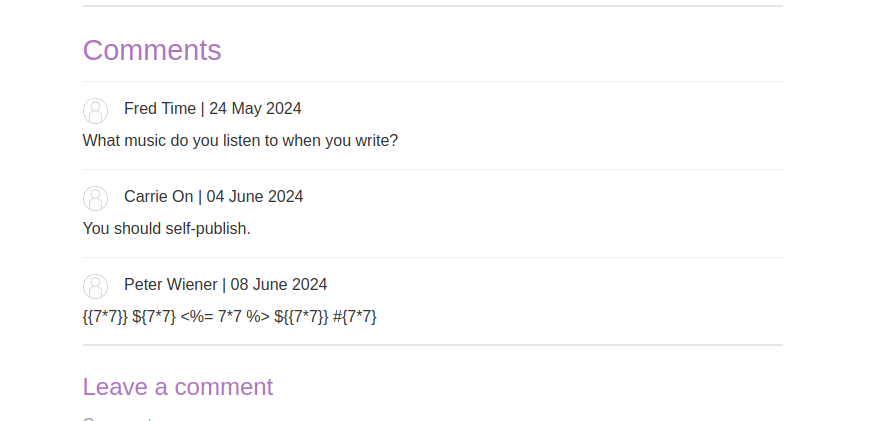 Comments
Fred Time | 24 May 2024
What music do you listen to when you write?
Carrie On | 04 June 2024
You should self-publish.
Peter Wiener | 08 June 2024
{{7*7}} ${7*7} <%= 7*7 %> ${{7*7}} #{7*7}
Leave a comment